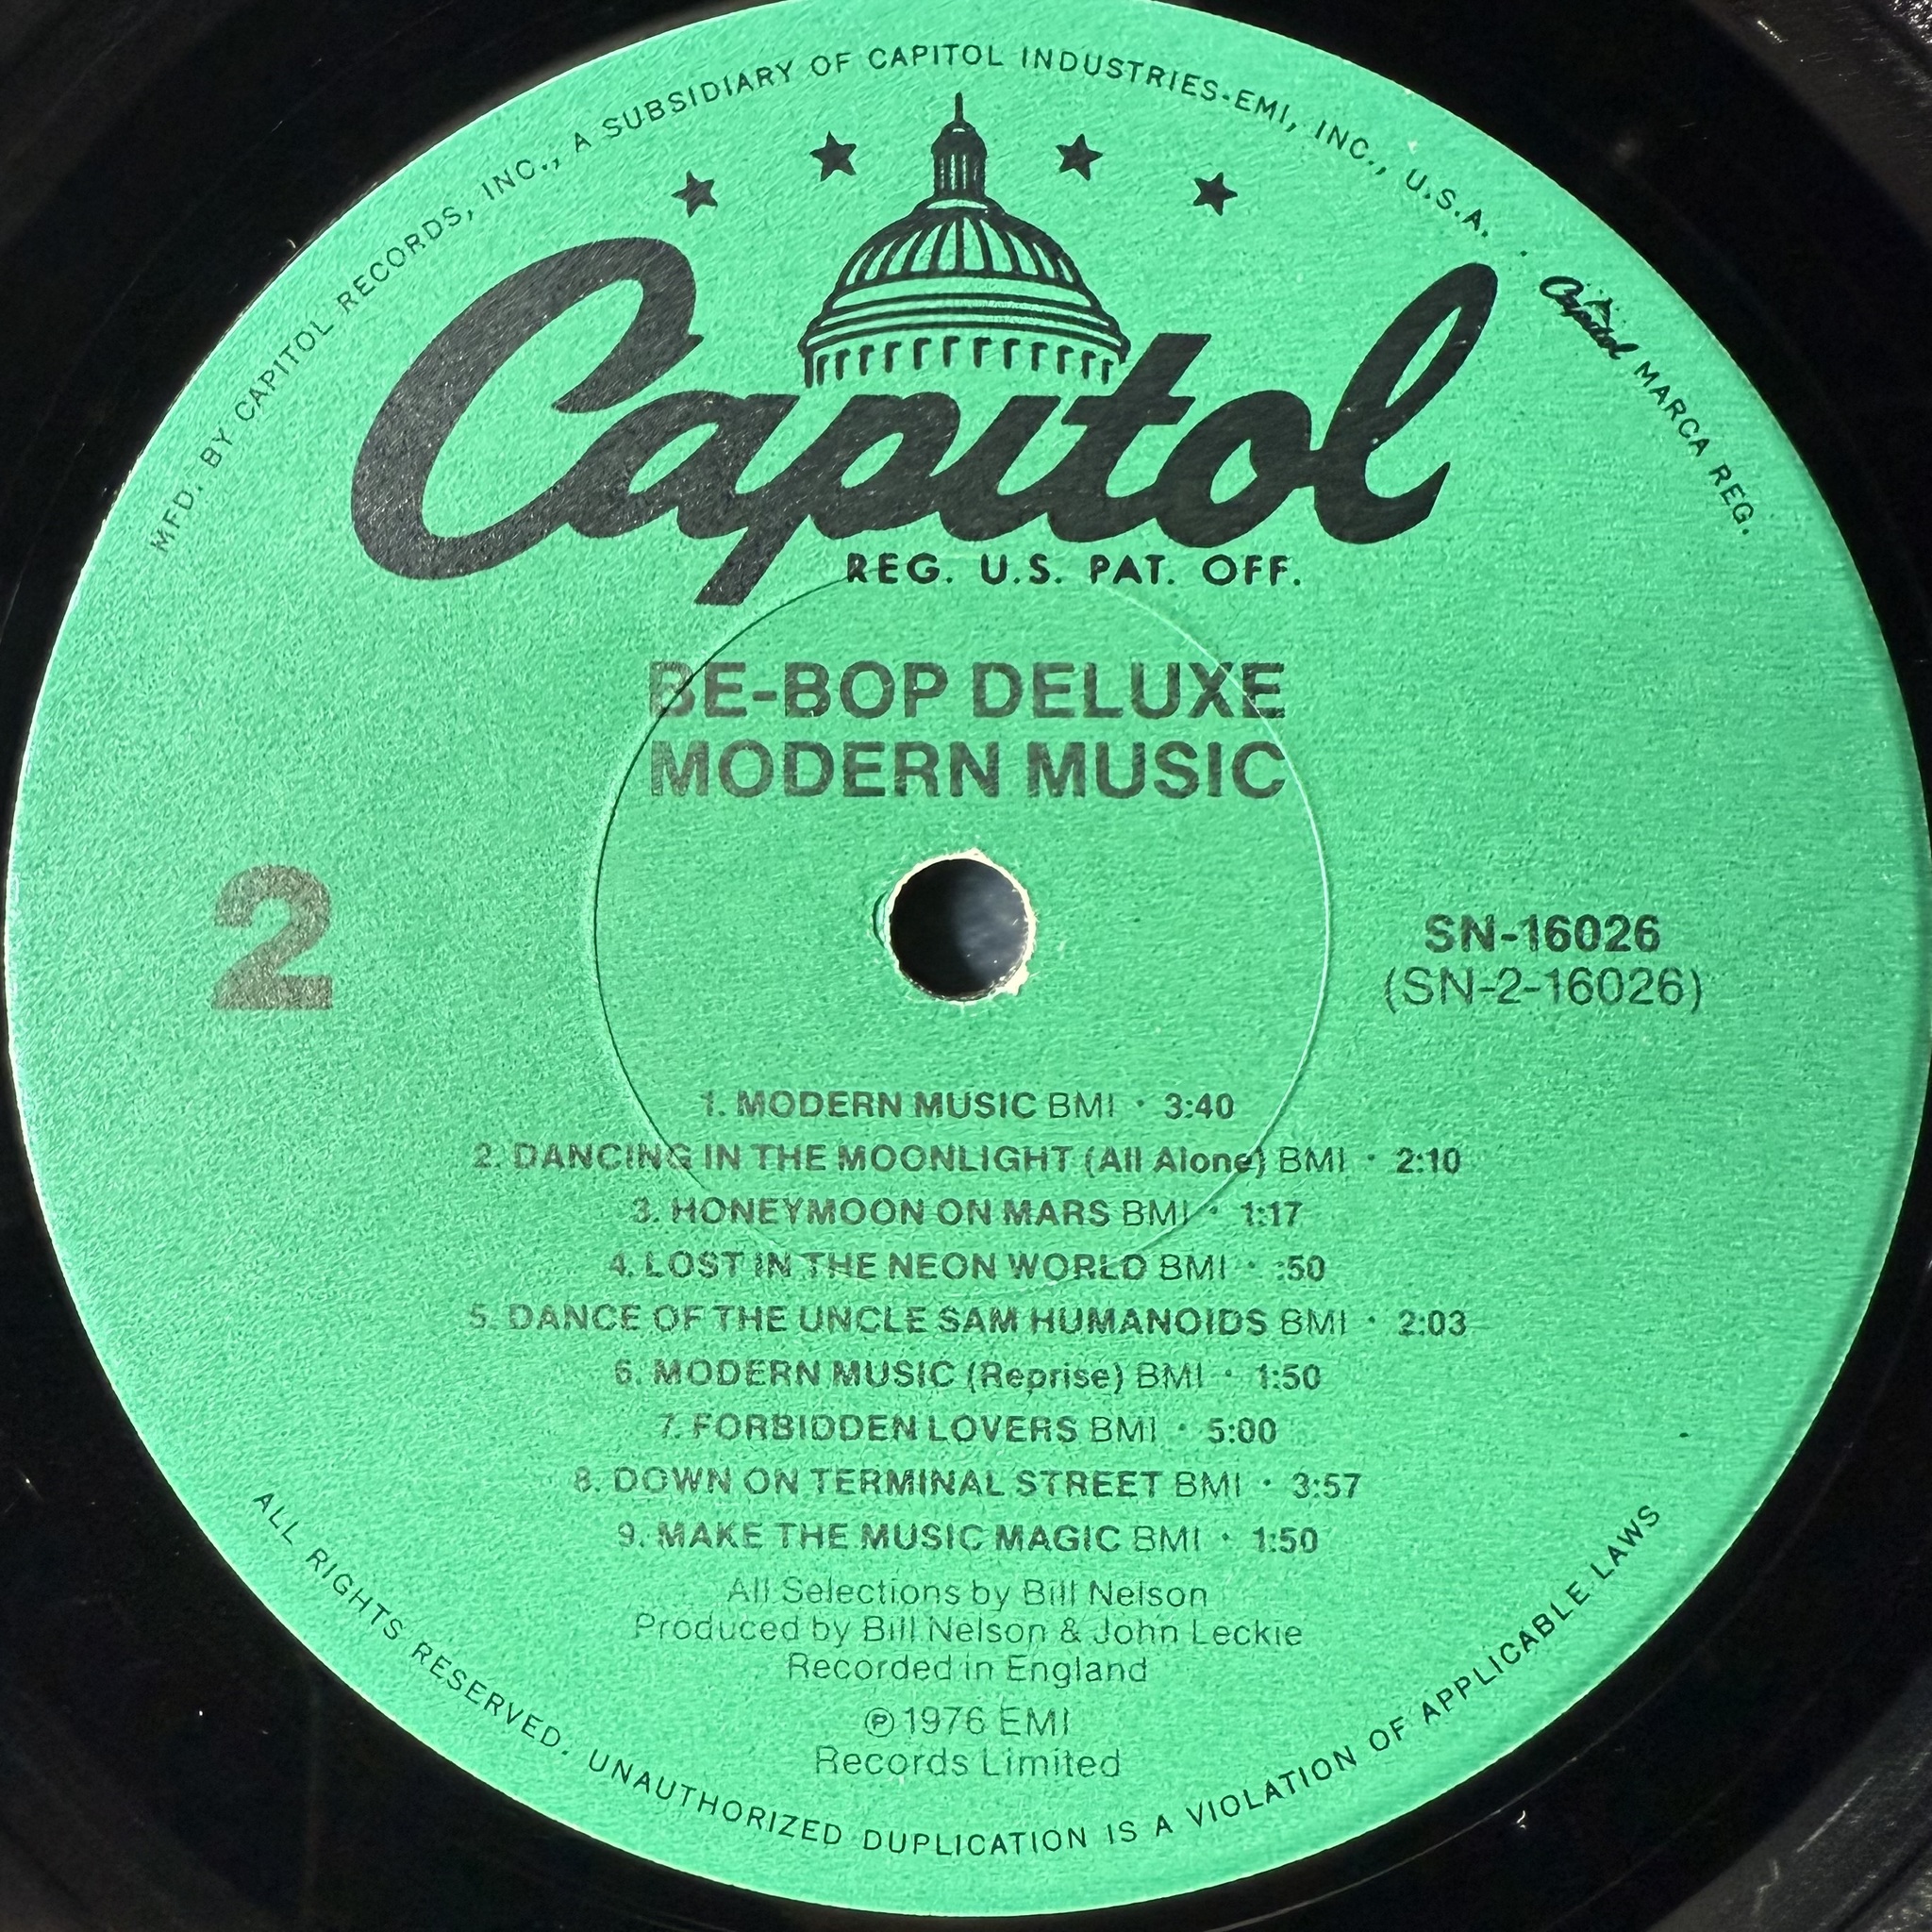 MFD. BY CAPITOL RECORDS, INC., A SUBSIDIARY OF CAPITOL INDUSTRIES-EMI, INC., U.S.A. · Capitol MARCA REG.
Capitol
REG. U.S. PAT. OFF.
BE-BOP DELUXE
MODERN MUSIC
2
SN-16026
(SN-2-16026)
1. MODERN MUSIC BMI · 3:40
2. DANCING IN THE MOONLIGHT (All Alone) BMI · 2:10
3. HONEYMOON ON MARS BMI · 1:17
4. LOST IN THE NEON WORLD BMI · :50
5. DANCE OF THE UNCLE SAM HUMANOIDS BMI · 2:03
6. MODERN MUSIC (Reprise) BMI · 1:50
7. FORBIDDEN LOVERS BMI · 5:00
8. DOWN ON TERMINAL STREET BMI · 3:57
9. MAKE THE MUSIC MAGIC BMI · 1:50
All Selections by Bill Nelson
Produced by Bill Nelson & John Leckie
Recorded in England
℗ 1976 EMI
Records Limited
ALL RIGHTS RESERVED. UNAUTHORIZED DUPLICATION IS A VIOLATION OF APPLICABLE LAWS